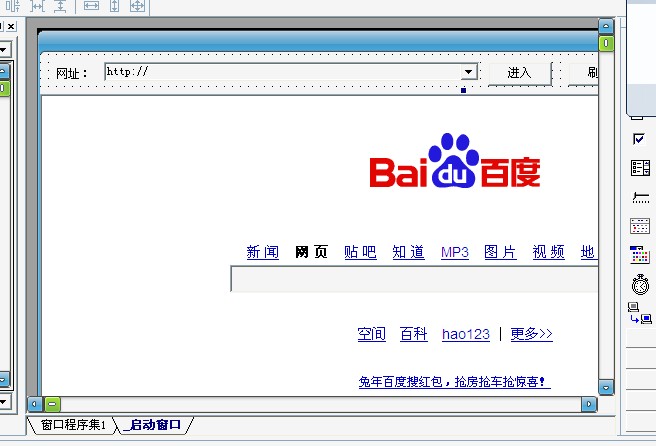 网址： http:// 进入 刷
Bai du 百度
新闻 网页 贴吧 知道 MP3 图片 视频 地
空间 百科 hao123 | 更多>>
兔年百度搜红包，抢房抢车抢惊喜！
窗口程序集1 _启动窗口